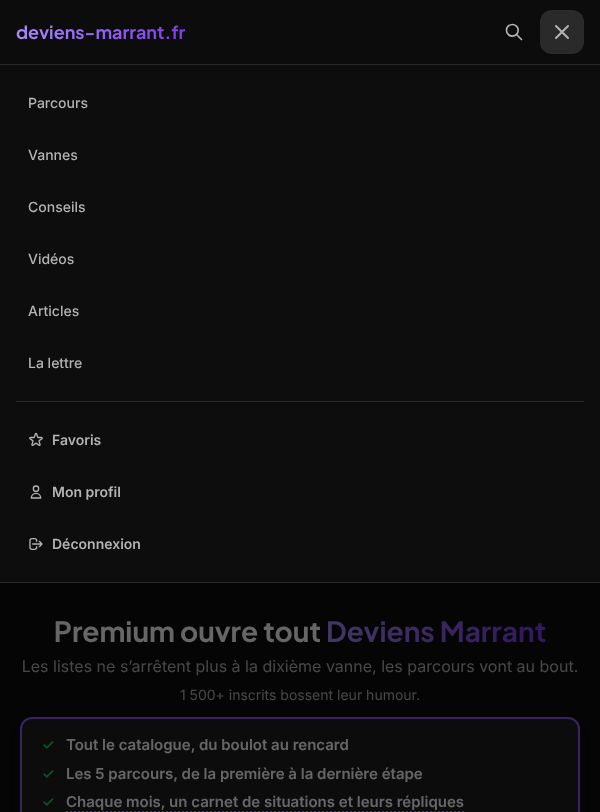 deviens-marrant.fr
Parcours
Vannes
Conseils
Vidéos
Articles
La lettre
Favoris
Mon profil
Déconnexion
Premium ouvre tout Deviens Marrant
Les listes ne s’arrêtent plus à la dixième vanne, les parcours vont au bout.
1 500+ inscrits bossent leur humour.
Tout le catalogue, du boulot au rencard
Les 5 parcours, de la première à la dernière étape
Chaque mois, un carnet de situations et leurs répliques